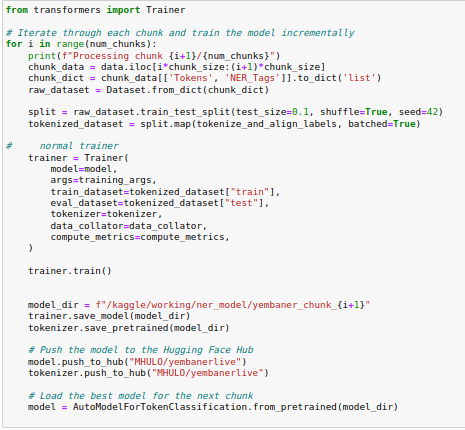 from transformers import Trainer
# Iterate through each chunk and train the model incrementally
for i in range(num_chunks):
    print(f"Processing chunk {i+1}/{num_chunks}")
    chunk_data = data.iloc[i*chunk_size:(i+1)*chunk_size]
    chunk_dict = chunk_data[['Tokens', 'NER_Tags']].to_dict('list')
    raw_dataset = Dataset.from_dict(chunk_dict)
    split = raw_dataset.train_test_split(test_size=0.1, shuffle=True, seed=42)
    tokenized_dataset = split.map(tokenize_and_align_labels, batched=True)
#     normal trainer
    trainer = Trainer(
        model=model,
        args=training_args,
        train_dataset=tokenized_dataset["train"],
        eval_dataset=tokenized_dataset["test"],
        tokenizer=tokenizer,
        data_collator=data_collator,
        compute_metrics=compute_metrics,
    )
    trainer.train()
    model_dir = f"/kaggle/working/ner_model/yembaner_chunk_{i+1}"
    trainer.save_model(model_dir)
    tokenizer.save_pretrained(model_dir)
    # Push the model to the Hugging Face Hub
    model.push_to_hub("MHULO/yembanerlive")
    tokenizer.push_to_hub("MHULO/yembanerlive")
    # Load the best model for the next chunk
    model = AutoModelForTokenClassification.from_pretrained(model_dir)